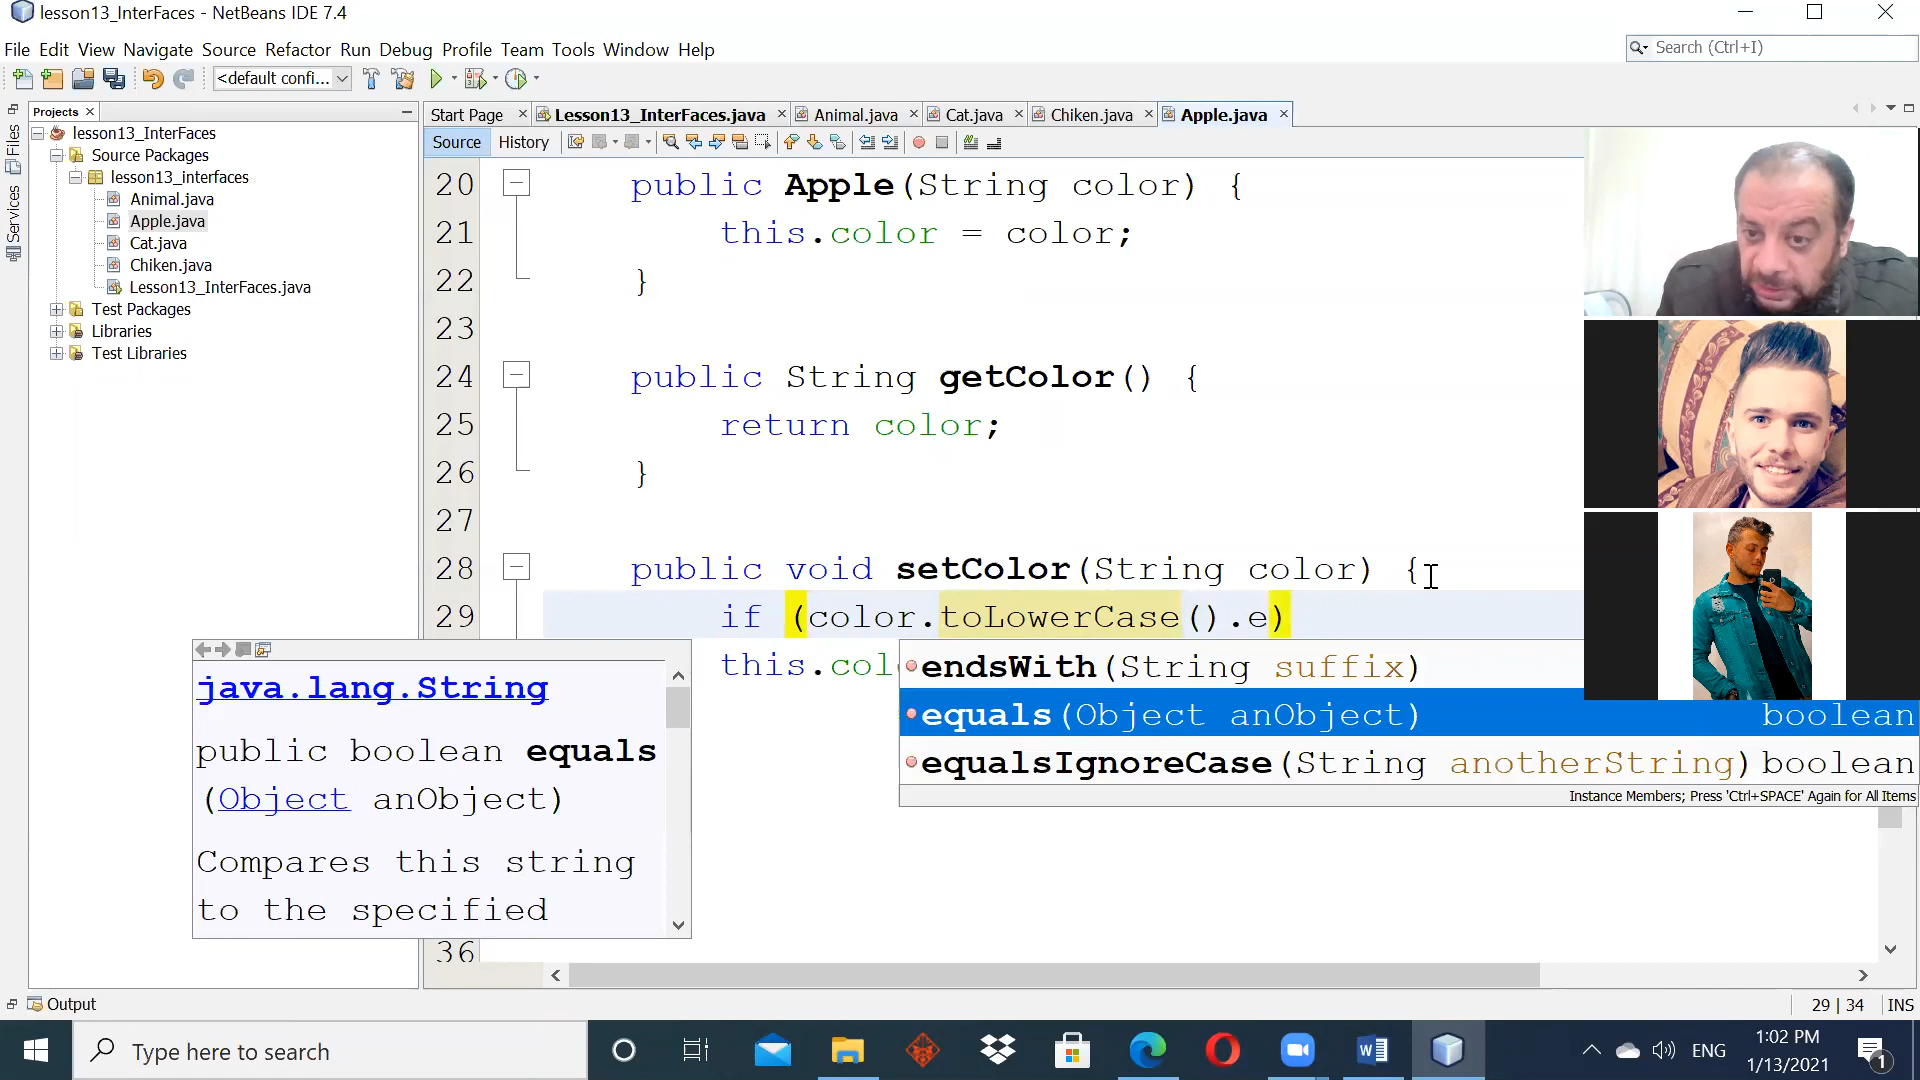 lesson13_InterFaces - NetBeans IDE 7.4
File Edit View Navigate Source Refactor Run Debug Profile Team Tools Window Help
Search (Ctrl+I)
<default confi...
Projects
Start Page
Lesson13_InterFaces.java
Animal.java
Cat.java
Chiken.java
Apple.java
Files
Services
lesson13_InterFaces
Source Packages
lesson13_interfaces
Animal.java
Apple.java
Cat.java
Chiken.java
Lesson13_InterFaces.java
Test Packages
Libraries
Test Libraries
Source History
20 public Apple(String color) {
21 this.color = color;
22 }
23
24 public String getColor() {
25 return color;
26 }
27
28 public void setColor(String color) {
29 if (color.toLowerCase().e)
this.col
36
endsWith(String suffix)
equals(Object anObject) boolean
equalsIgnoreCase(String anotherString) boolean
Instance Members; Press 'Ctrl+SPACE' Again for All Items
java.lang.String
public boolean equals
(Object anObject)
Compares this string
to the specified
Output
29 | 34 INS
Type here to search
ENG
1:02 PM
1/13/2021
1